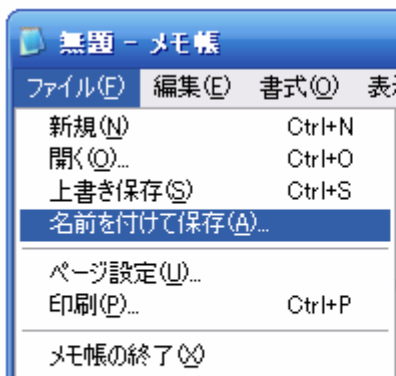 無題 - メモ帳
ファイル(F) 編集(E) 書式(O) 表
新規(N) Ctrl+N
開く(O)... Ctrl+O
上書き保存(S) Ctrl+S
名前を付けて保存(A)...
ページ設定(U)...
印刷(P)... Ctrl+P
メモ帳の終了(X)